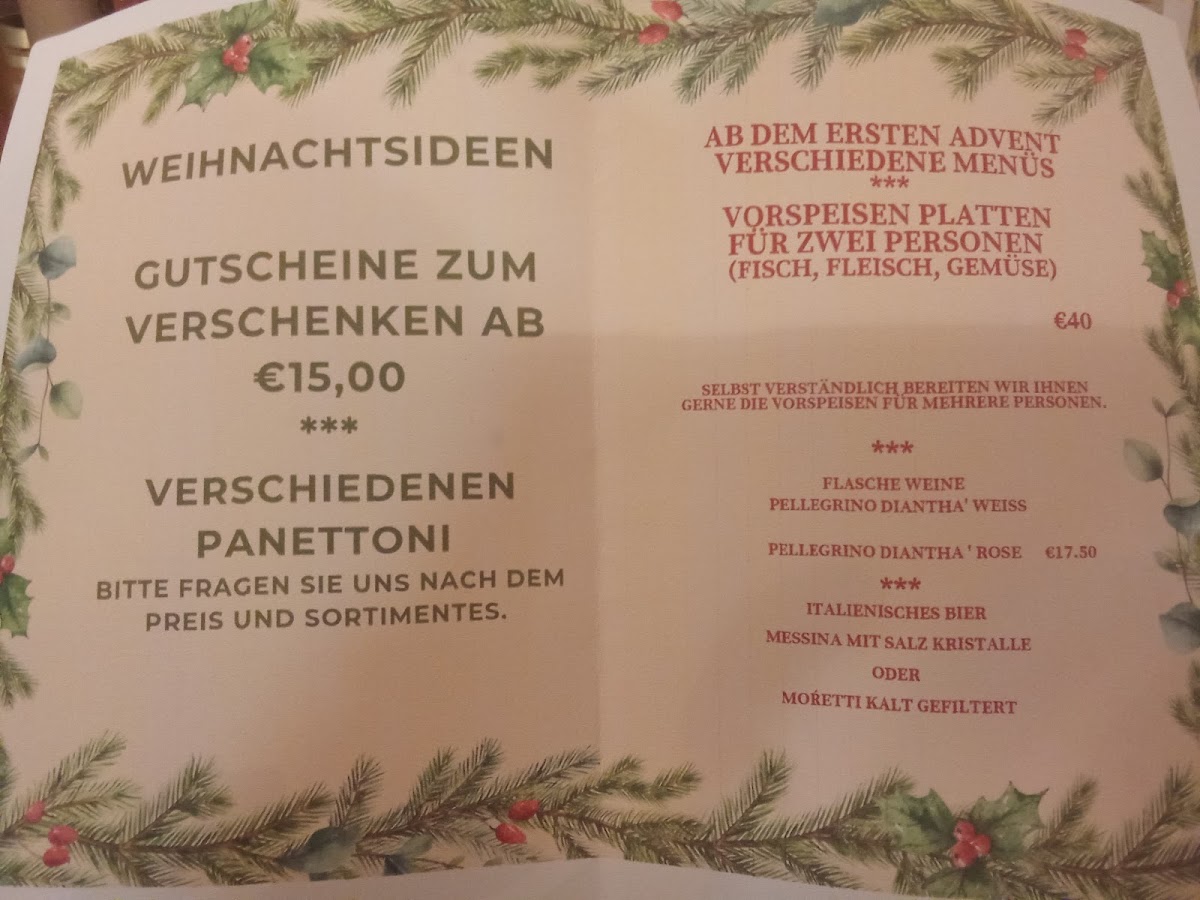 WEIHNACHTSIDEEN
GUTSCHEINE ZUM
VERSCHENKEN AB
€15,00
***
VERSCHIEDENEN
PANETTONI
BITTE FRAGEN SIE UNS NACH DEM
PREIS UND SORTIMENTES.
AB DEM ERSTEN ADVENT
VERSCHIEDENE MENÜS
***
VORSPEISEN PLATTEN
FÜR ZWEI PERSONEN
(FISCH, FLEISCH, GEMÜSE)
€40
SELBST VERSTÄNDLICH BEREITEN WIR IHNEN
GERNE DIE VORSPEISEN FÜR MEHRERE PERSONEN.
***
FLASCHE WEINE
PELLEGRINO DIANTHA' WEISS
PELLEGRINO DIANTHA ' ROSE €17.50
***
ITALIENISCHES BIER
MESSINA MIT SALZ KRISTALLE
ODER
MORETTI KALT GEFILTERT